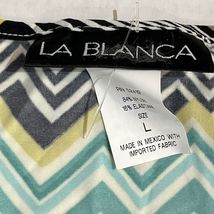 LA BLANCA
84% NYLON
16% ELASTANE
SIZE
L
MADE IN MEXICO WITH
IMPORTED FABRIC